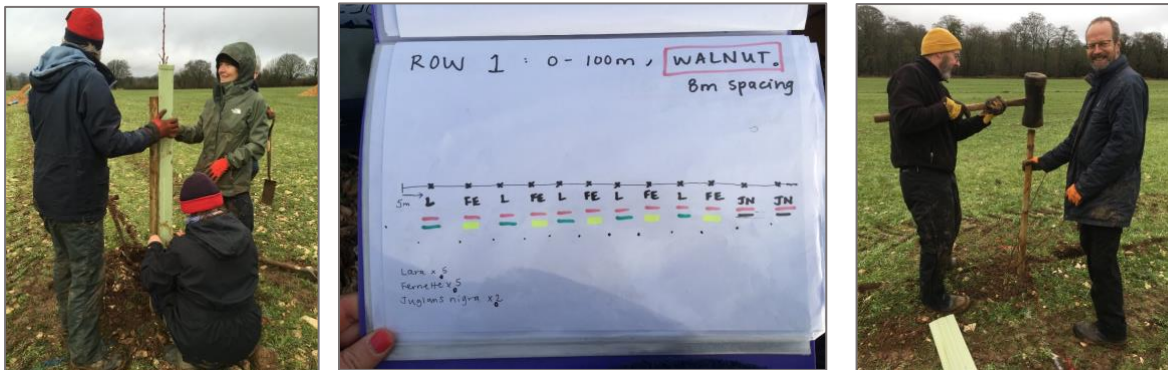 ROW 1 : 0 - 100m, WALNUT.
8m spacing
5m
L FE L FE L FE L FE L FE JN JN
Lara x 5
Fernette x 5
Juglans nigra x 2